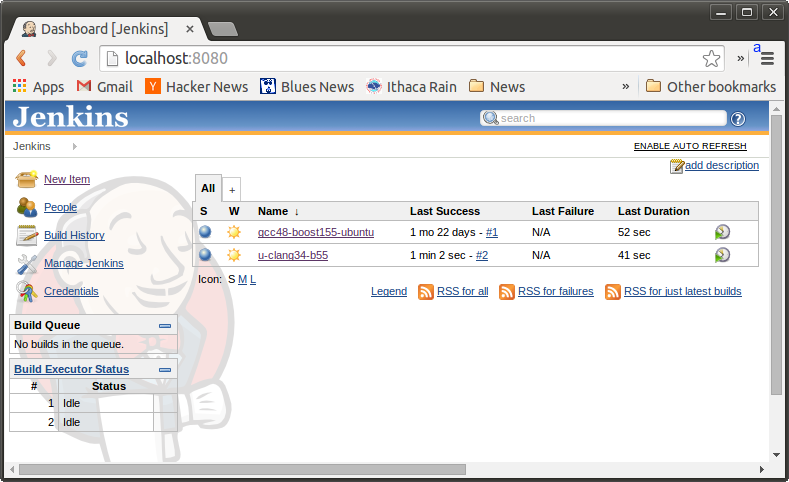 Dashboard [Jenkins]
localhost:8080
a
Apps Gmail Hacker News Blues News Ithaca Rain News » Other bookmarks
Jenkins
search
Jenkins ENABLE AUTO REFRESH
add description
New Item
People
Build History
Manage Jenkins
Credentials
All +
S W Name ↓ Last Success Last Failure Last Duration
gcc48-boost155-ubuntu 1 mo 22 days - #1 N/A 52 sec
u-clang34-b55 1 min 2 sec - #2 N/A 41 sec
Icon: S M L
Legend RSS for all RSS for failures RSS for just latest builds
Build Queue
No builds in the queue.
Build Executor Status
# Status
1 Idle
2 Idle